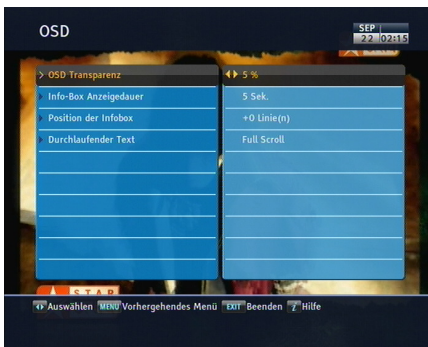 OSD
SEP
22 02:15
OSD Transparenz 5 %
Info-Box Anzeigedauer 5 Sek.
Position der Infobox +0 Linie(n)
Durchlaufender Text Full Scroll
STAR
Auswählen MENU Vorhergehendes Menü EXIT Beenden i Hilfe